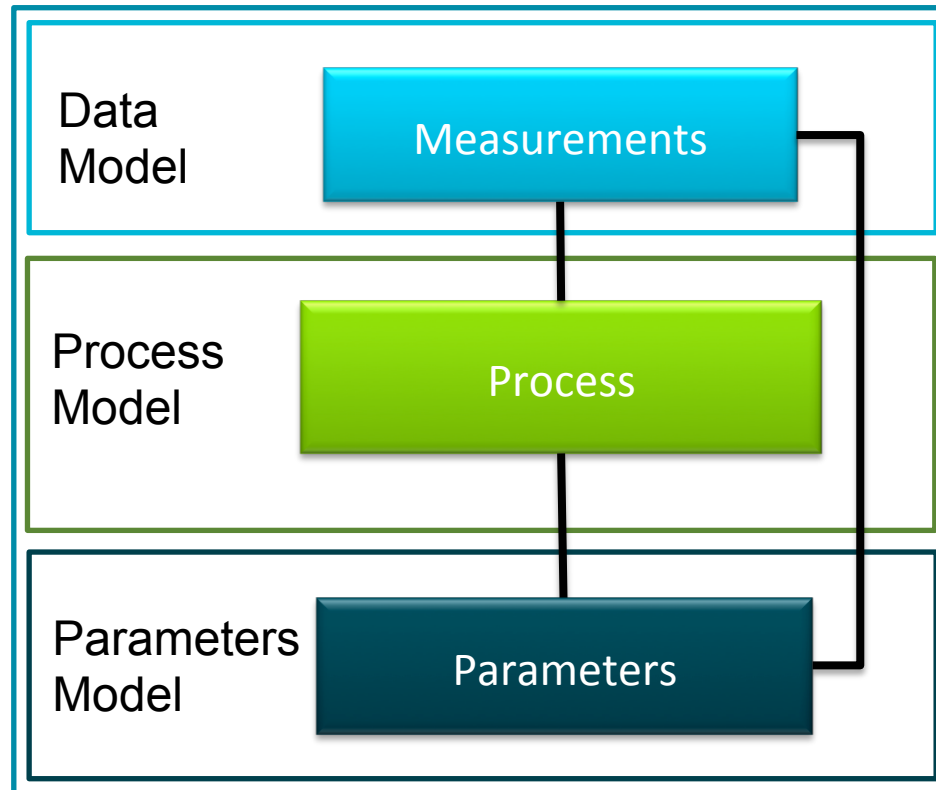 Data
Model
Measurements
Process
Model
Process
Parameters
Model
Parameters